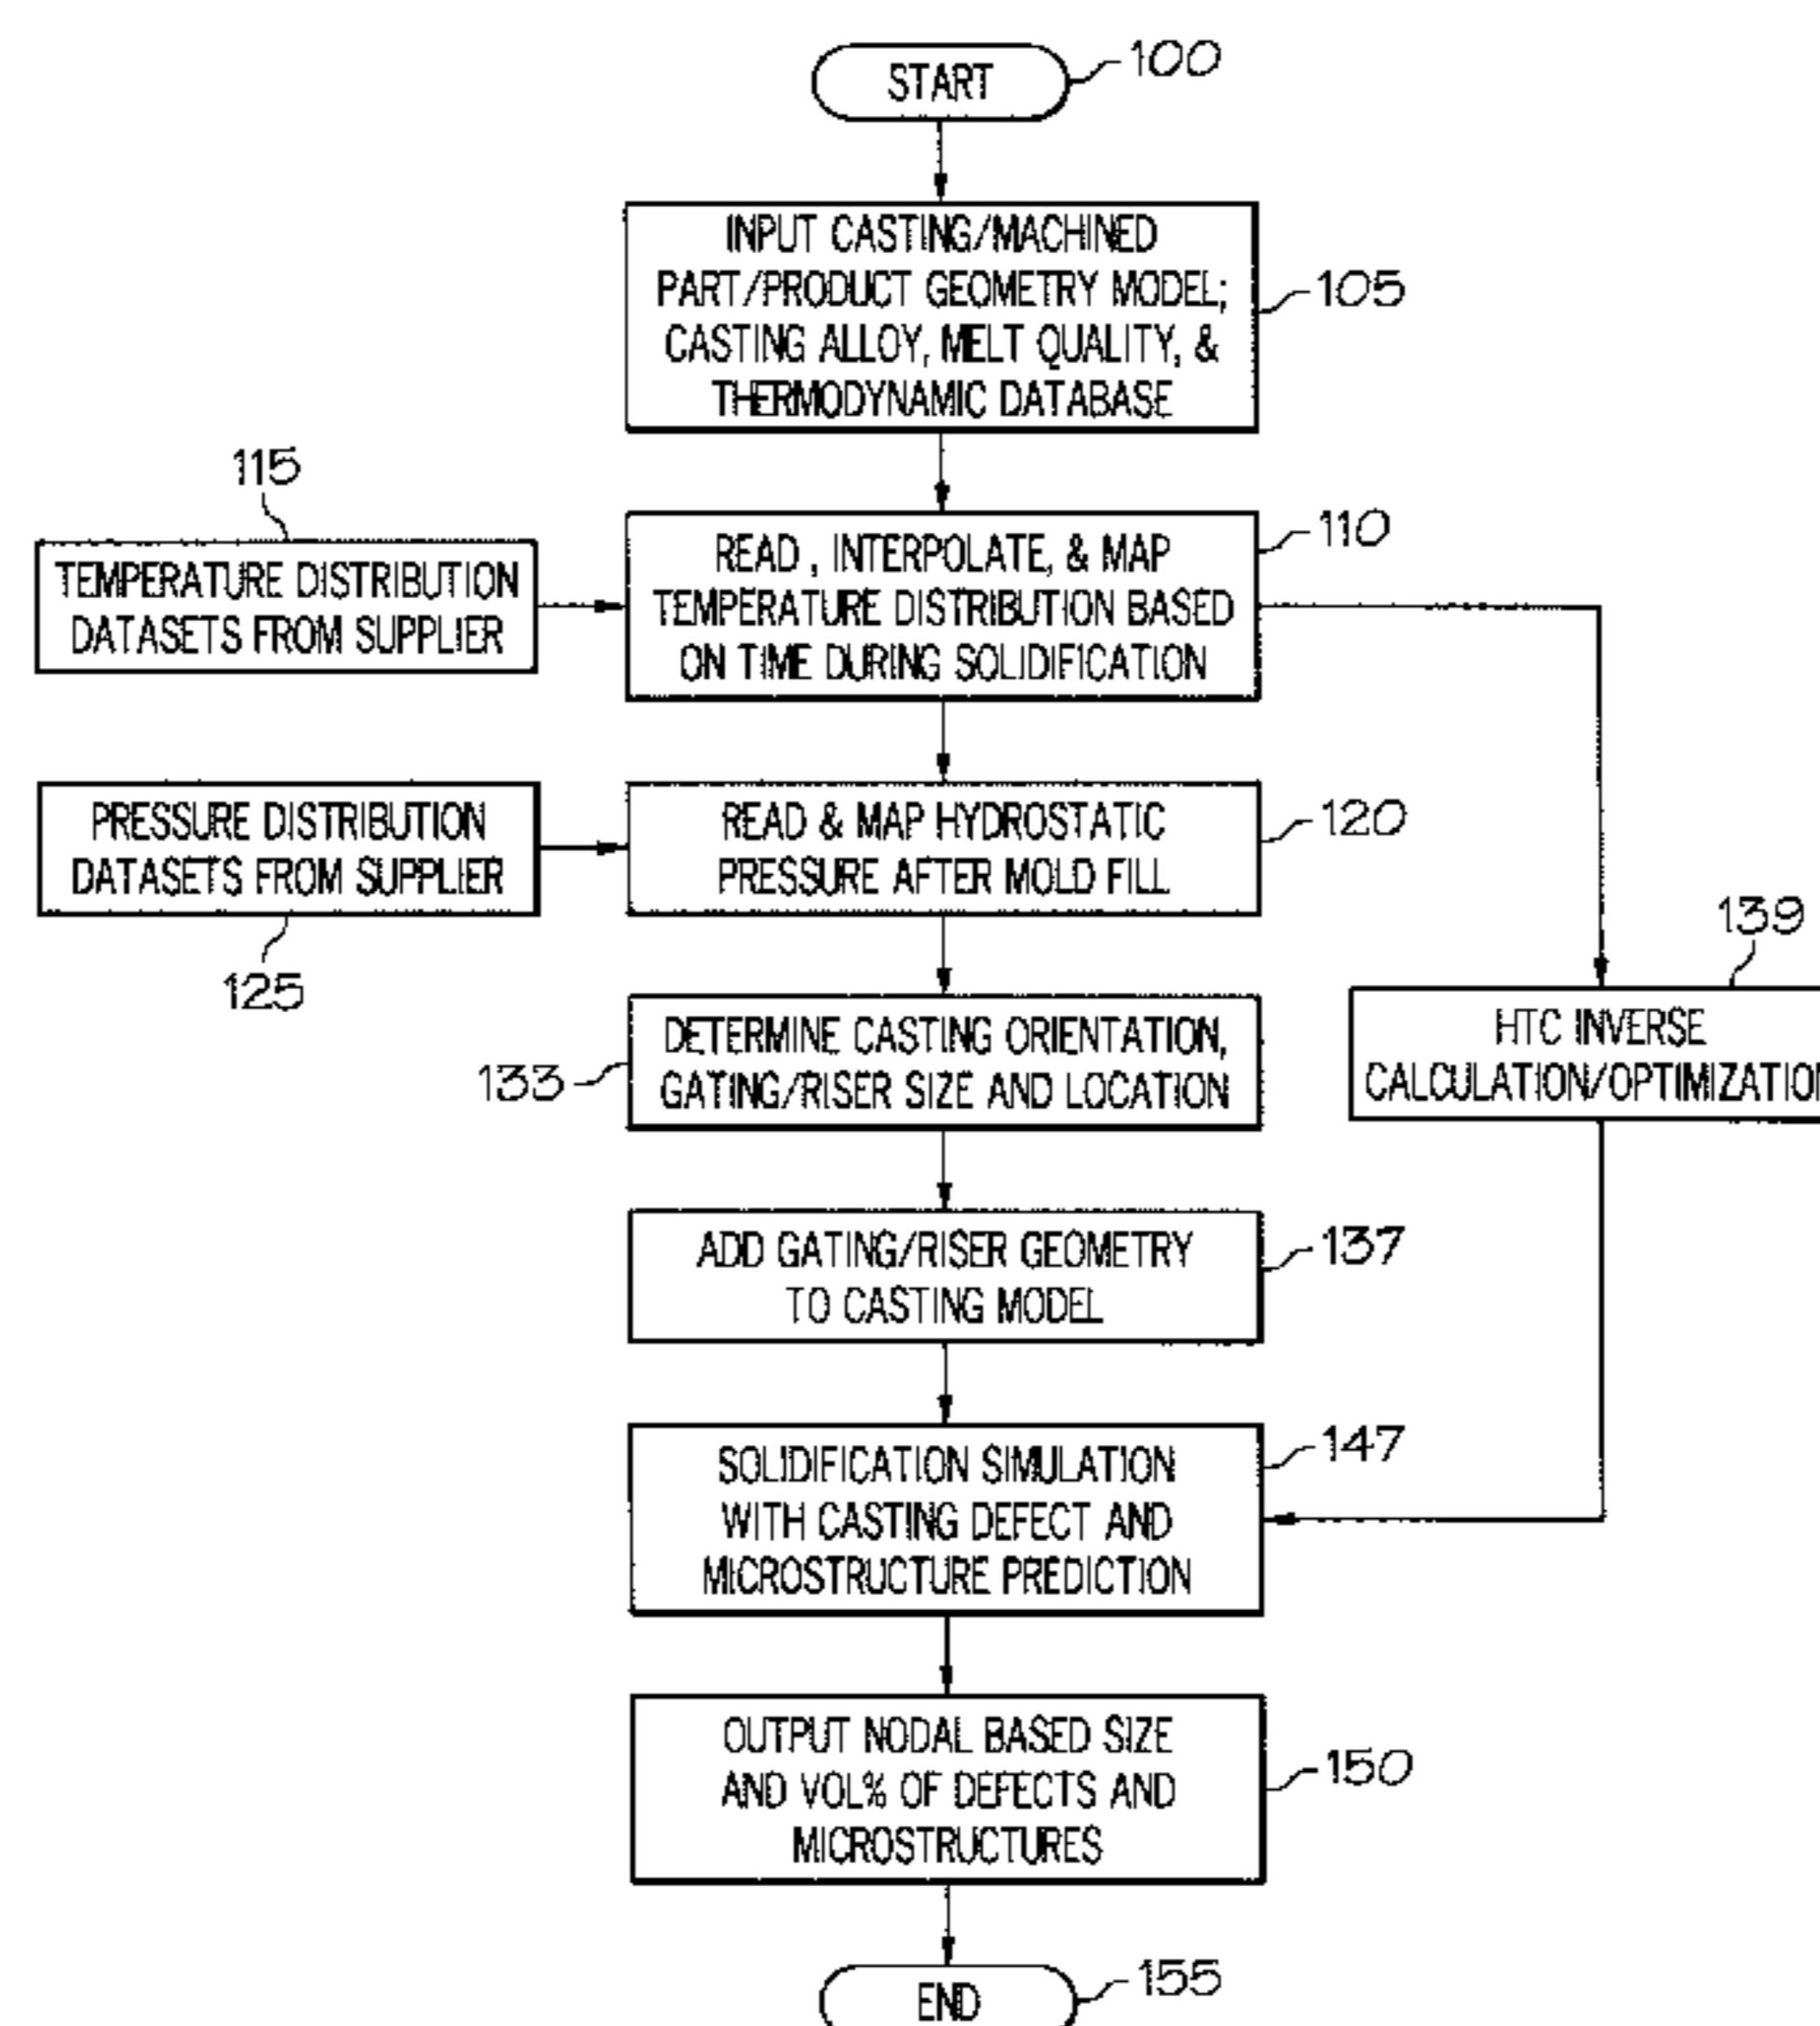 START
100
INPUT CASTING/MACHINED
PART/PRODUCT GEOMETRY MODEL;
CASTING ALLOY, MELT QUALITY, &
THERMODYNAMIC DATABASE
105
115
TEMPERATURE DISTRIBUTION
DATASETS FROM SUPPLIER
READ , INTERPOLATE, & MAP
TEMPERATURE DISTRIBUTION BASED
ON TIME DURING SOLIDIFICATION
110
PRESSURE DISTRIBUTION
DATASETS FROM SUPPLIER
125
READ & MAP HYDROSTATIC
PRESSURE AFTER MOLD FILL
120
139
HTC INVERSE
CALCULATION/OPTIMIZATION
133
DETERMINE CASTING ORIENTATION,
GATING/RISER SIZE AND LOCATION
ADD GATING/RISER GEOMETRY
TO CASTING MODEL
137
SOLIDIFICATION SIMULATION
WITH CASTING DEFECT AND
MICROSTRUCTURE PREDICTION
147
OUTPUT NODAL BASED SIZE
AND VOL% OF DEFECTS AND
MICROSTRUCTURES
150
END
155